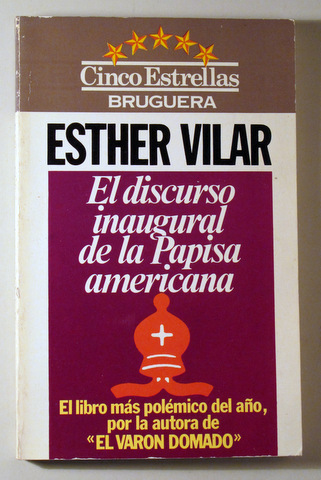 Cinco Estrellas
BRUGUERA
ESTHER VILAR
El discurso
inaugural
de la Papisa
americana
El libro más polémico del año,
por la autora de
«EL VARON DOMADO»